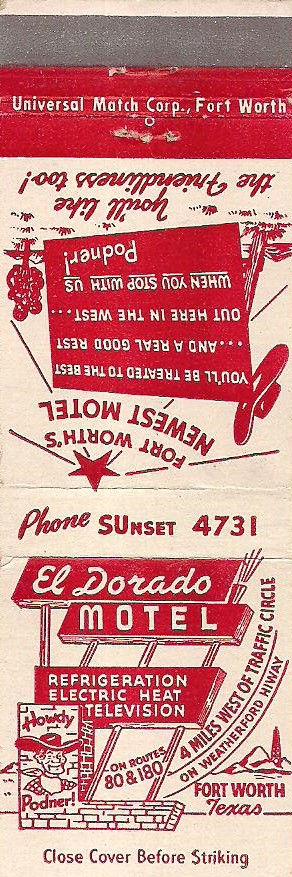 Universal Match Corp., Fort Worth
FORT WORTH'S
NEWEST MOTEL
YOU'LL BE TREATED TO THE BEST
....AND A REAL GOOD REST
OUT HERE IN THE WEST....
WHEN YOU STOP WITH US
Podner!
You'll like
the Friendliness too!
Phone SUNSET 4731
El Dorado
MOTEL
REFRIGERATION
ELECTRIC HEAT
TELEVISION
Howdy
Podner!
ON ROUTES
80 & 180
4 MILES WEST OF TRAFFIC CIRCLE
ON WEATHERFORD HIWAY
FORT WORTH
Texas
Close Cover Before Striking